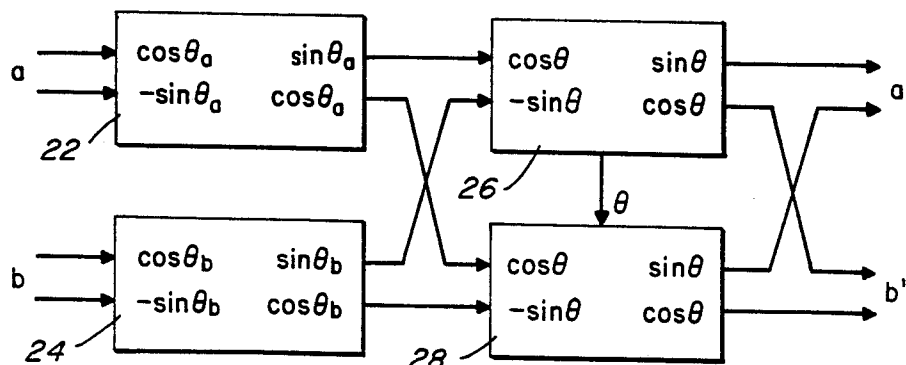 a
cosθa
-sinθa
sinθa
cosθa
22
cosθ
-sinθ
sinθ
cosθ
26
a
θ
b
cosθb
-sinθb
sinθb
cosθb
24
cosθ
-sinθ
sinθ
cosθ
28
b'